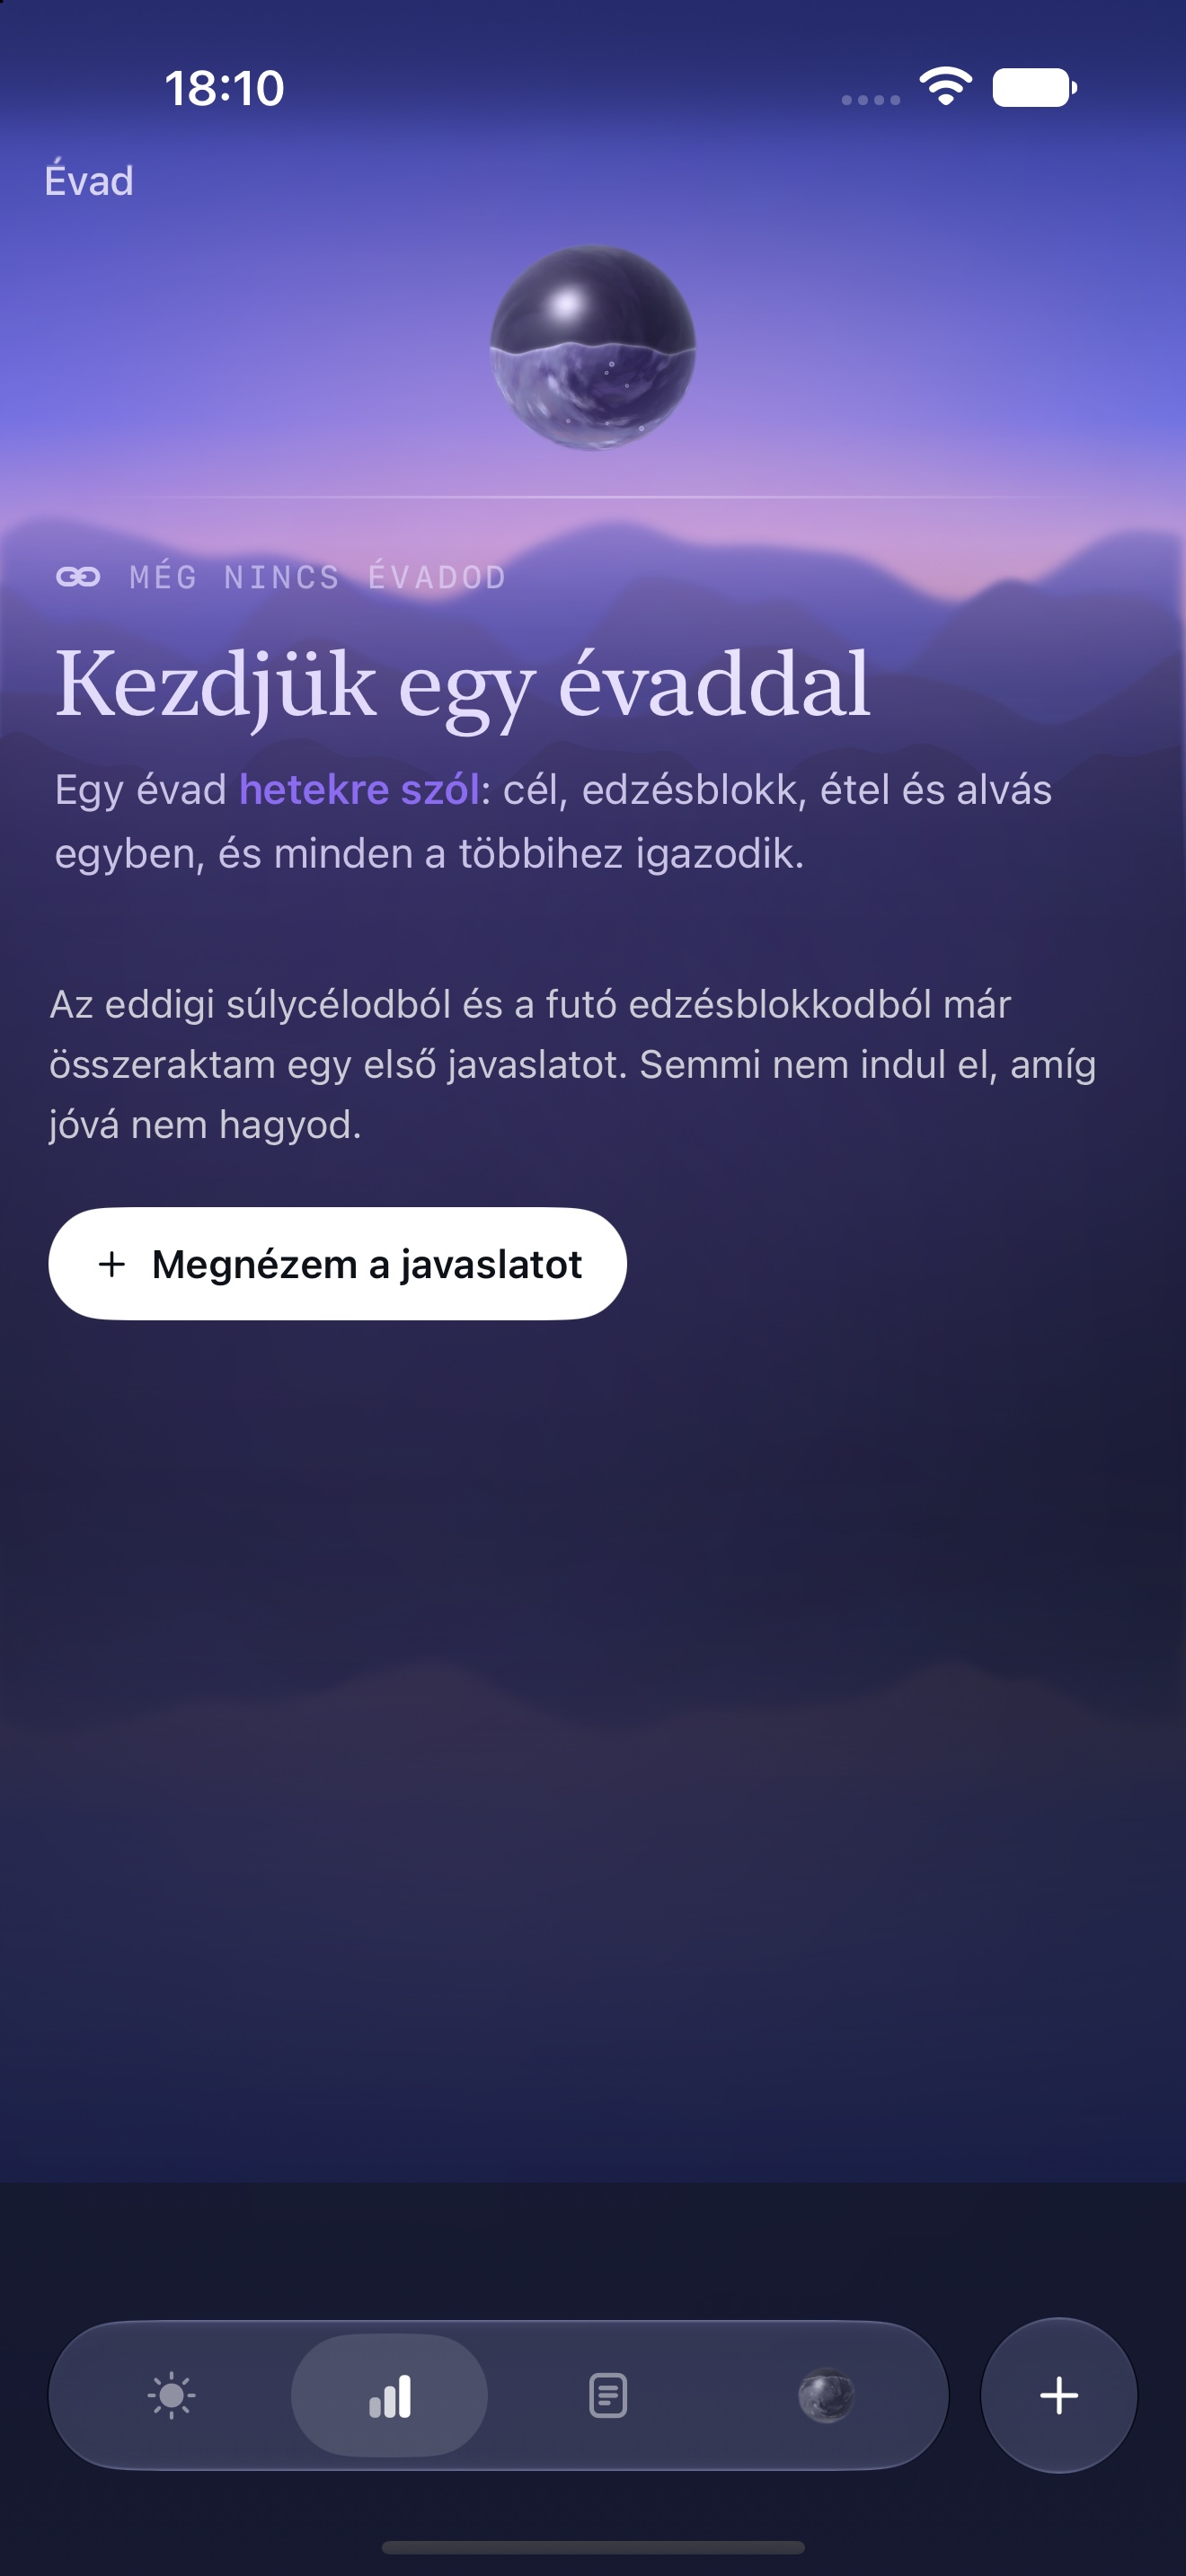 18:10
Évad
MÉG NINCS ÉVADOD
Kezdjük egy évaddal
Egy évad hetekre szól: cél, edzésblokk, étel és alvás
egyben, és minden a többihez igazodik.
Az eddigi súlycélodból és a futó edzésblokkodból már
összeraktam egy első javaslatot. Semmi nem indul el, amíg
jóvá nem hagyod.
+ Megnézem a javaslatot